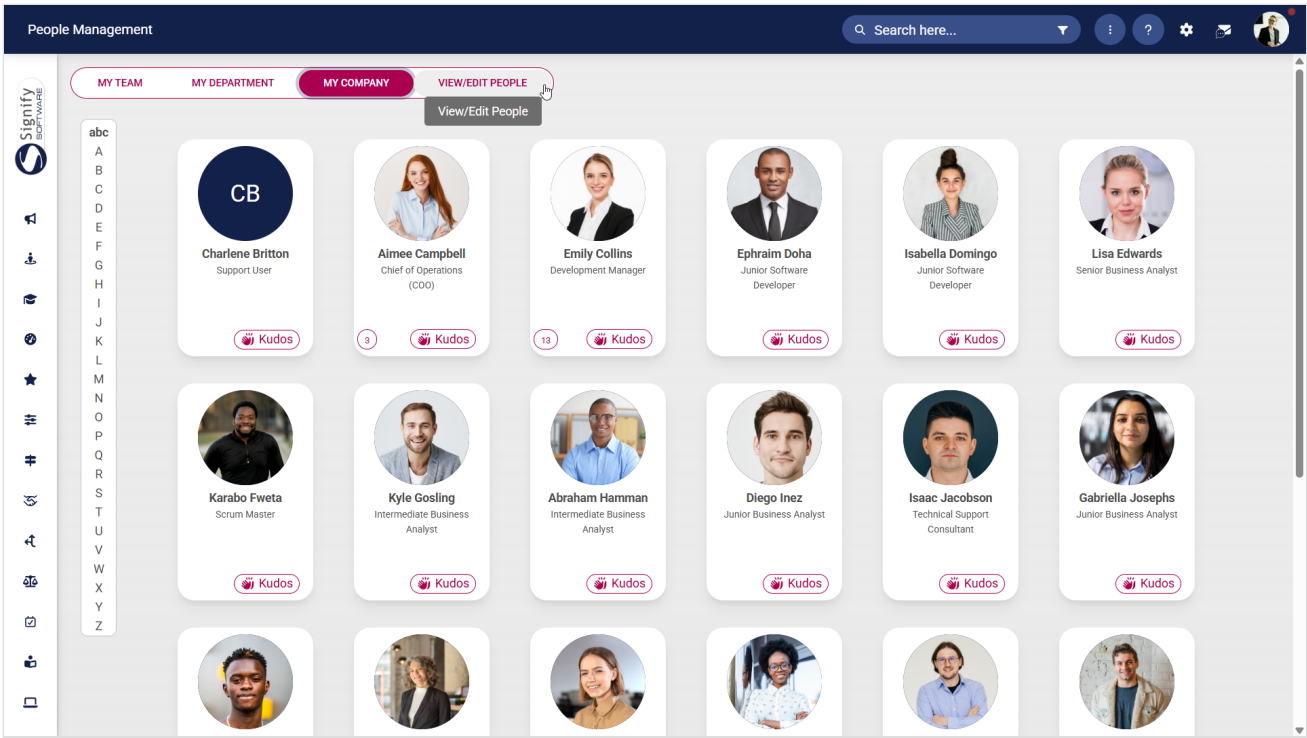 People Management
Search here...
?
Signify
SOFTWARE
MY TEAM
MY DEPARTMENT
MY COMPANY
VIEW/EDIT PEOPLE
View/Edit People
abc
A
B
C
D
E
F
G
H
I
J
K
L
M
N
O
P
Q
R
S
T
U
V
W
X
Y
Z
CB
Charlene Britton
Support User
Kudos
Aimee Campbell
Chief of Operations
(COO)
3
Kudos
Emily Collins
Development Manager
13
Kudos
Ephraim Doha
Junior Software
Developer
Kudos
Isabella Domingo
Junior Software
Developer
Kudos
Lisa Edwards
Senior Business Analyst
Kudos
Karabo Fweta
Scrum Master
Kudos
Kyle Gosling
Intermediate Business
Analyst
Kudos
Abraham Hamman
Intermediate Business
Analyst
Kudos
Diego Inez
Junior Business Analyst
Kudos
Isaac Jacobson
Technical Support
Consultant
Kudos
Gabriella Josephs
Junior Business Analyst
Kudos